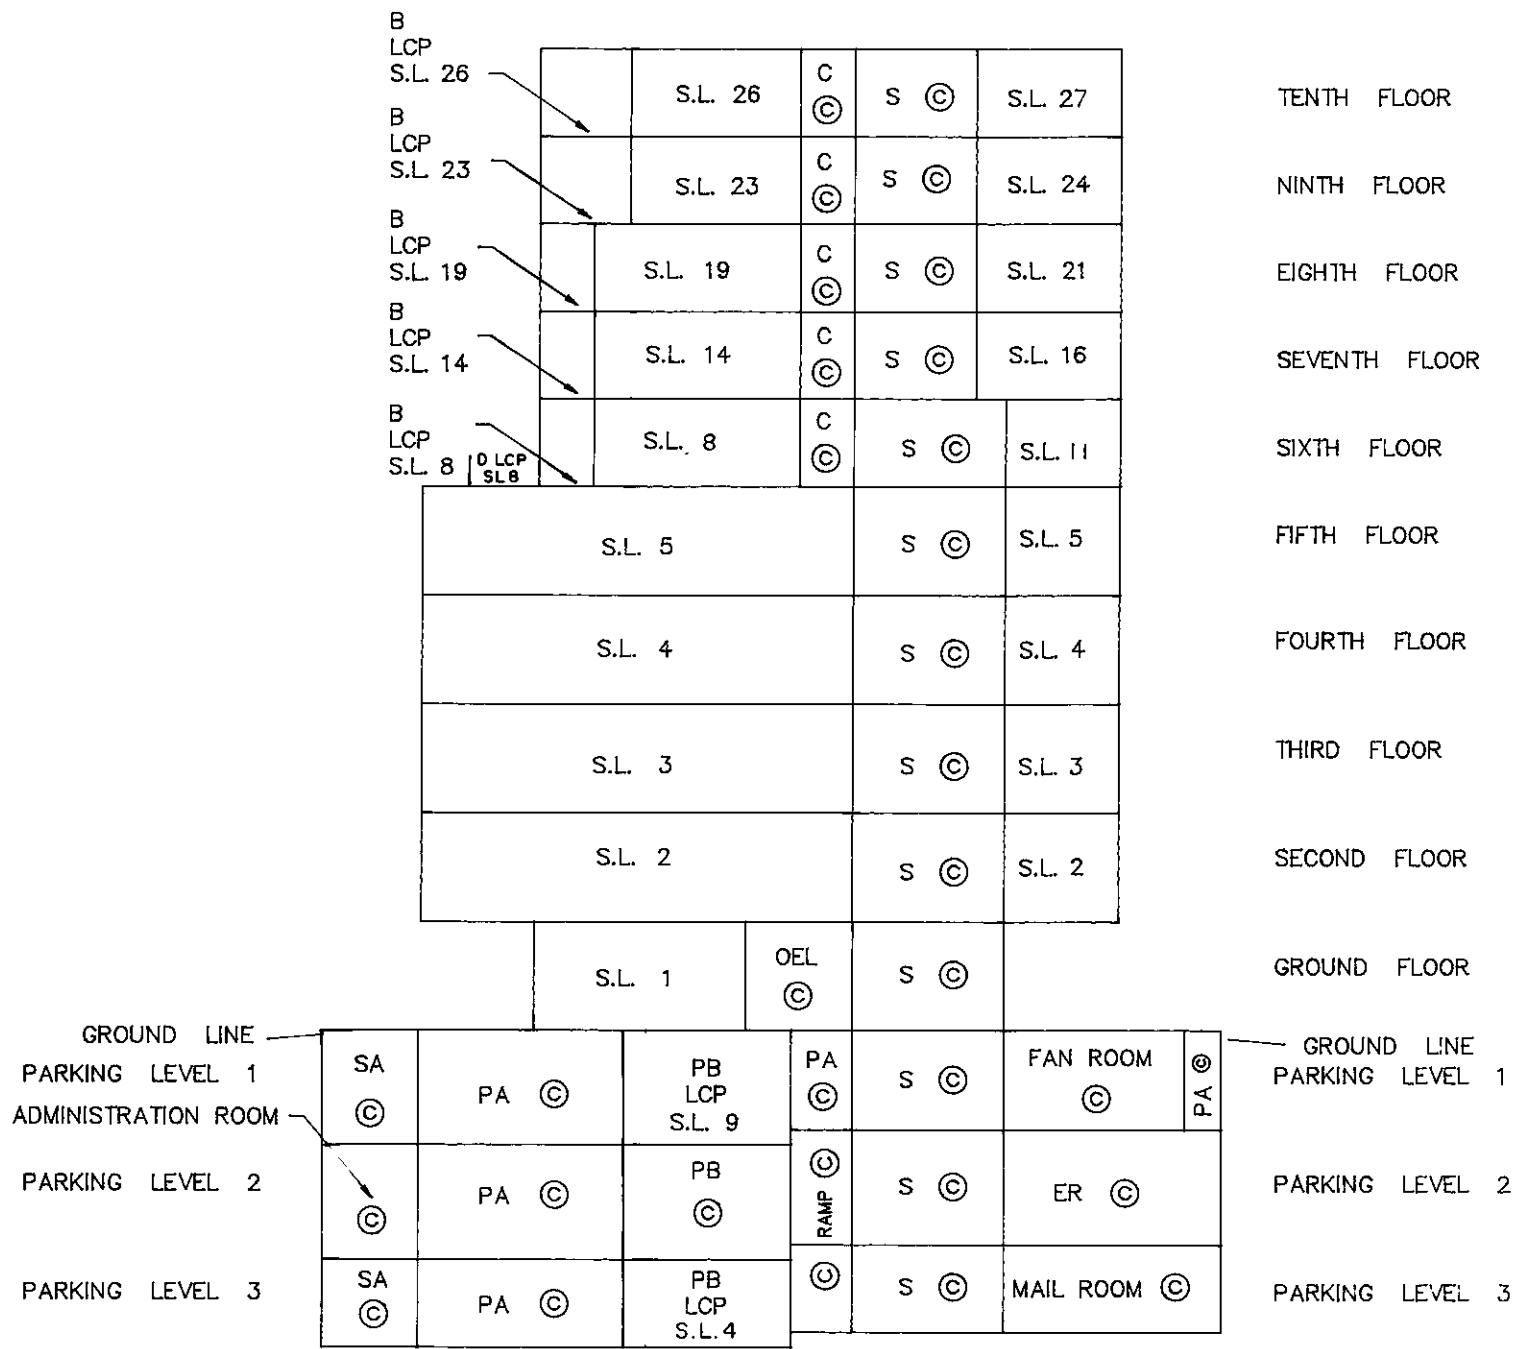 B
LCP
S.L. 26
S.L. 26
C
©
S ©
S.L. 27
TENTH FLOOR
B
LCP
S.L. 23
S.L. 23
C
©
S ©
S.L. 24
NINTH FLOOR
B
LCP
S.L. 19
S.L. 19
C
©
S ©
S.L. 21
EIGHTH FLOOR
B
LCP
S.L. 14
S.L. 14
C
©
S ©
S.L. 16
SEVENTH FLOOR
B
LCP
S.L. 8
D LCP
SL 8
S.L. 8
C
©
S ©
S.L. 11
SIXTH FLOOR
S.L. 5
S ©
S.L. 5
FIFTH FLOOR
S.L. 4
S ©
S.L. 4
FOURTH FLOOR
S.L. 3
S ©
S.L. 3
THIRD FLOOR
S.L. 2
S ©
S.L. 2
SECOND FLOOR
S.L. 1
OEL
©
S ©
GROUND FLOOR
GROUND LINE
GROUND LINE
PARKING LEVEL 1
SA
©
PA ©
PB
LCP
S.L. 9
PA
©
S ©
FAN ROOM
©
PA ©
PARKING LEVEL 1
ADMINISTRATION ROOM
PARKING LEVEL 2
©
PA ©
PB
©
RAMP ©
S ©
ER ©
PARKING LEVEL 2
PARKING LEVEL 3
SA
©
PA ©
PB
LCP
S.L. 4
©
S ©
MAIL ROOM ©
PARKING LEVEL 3